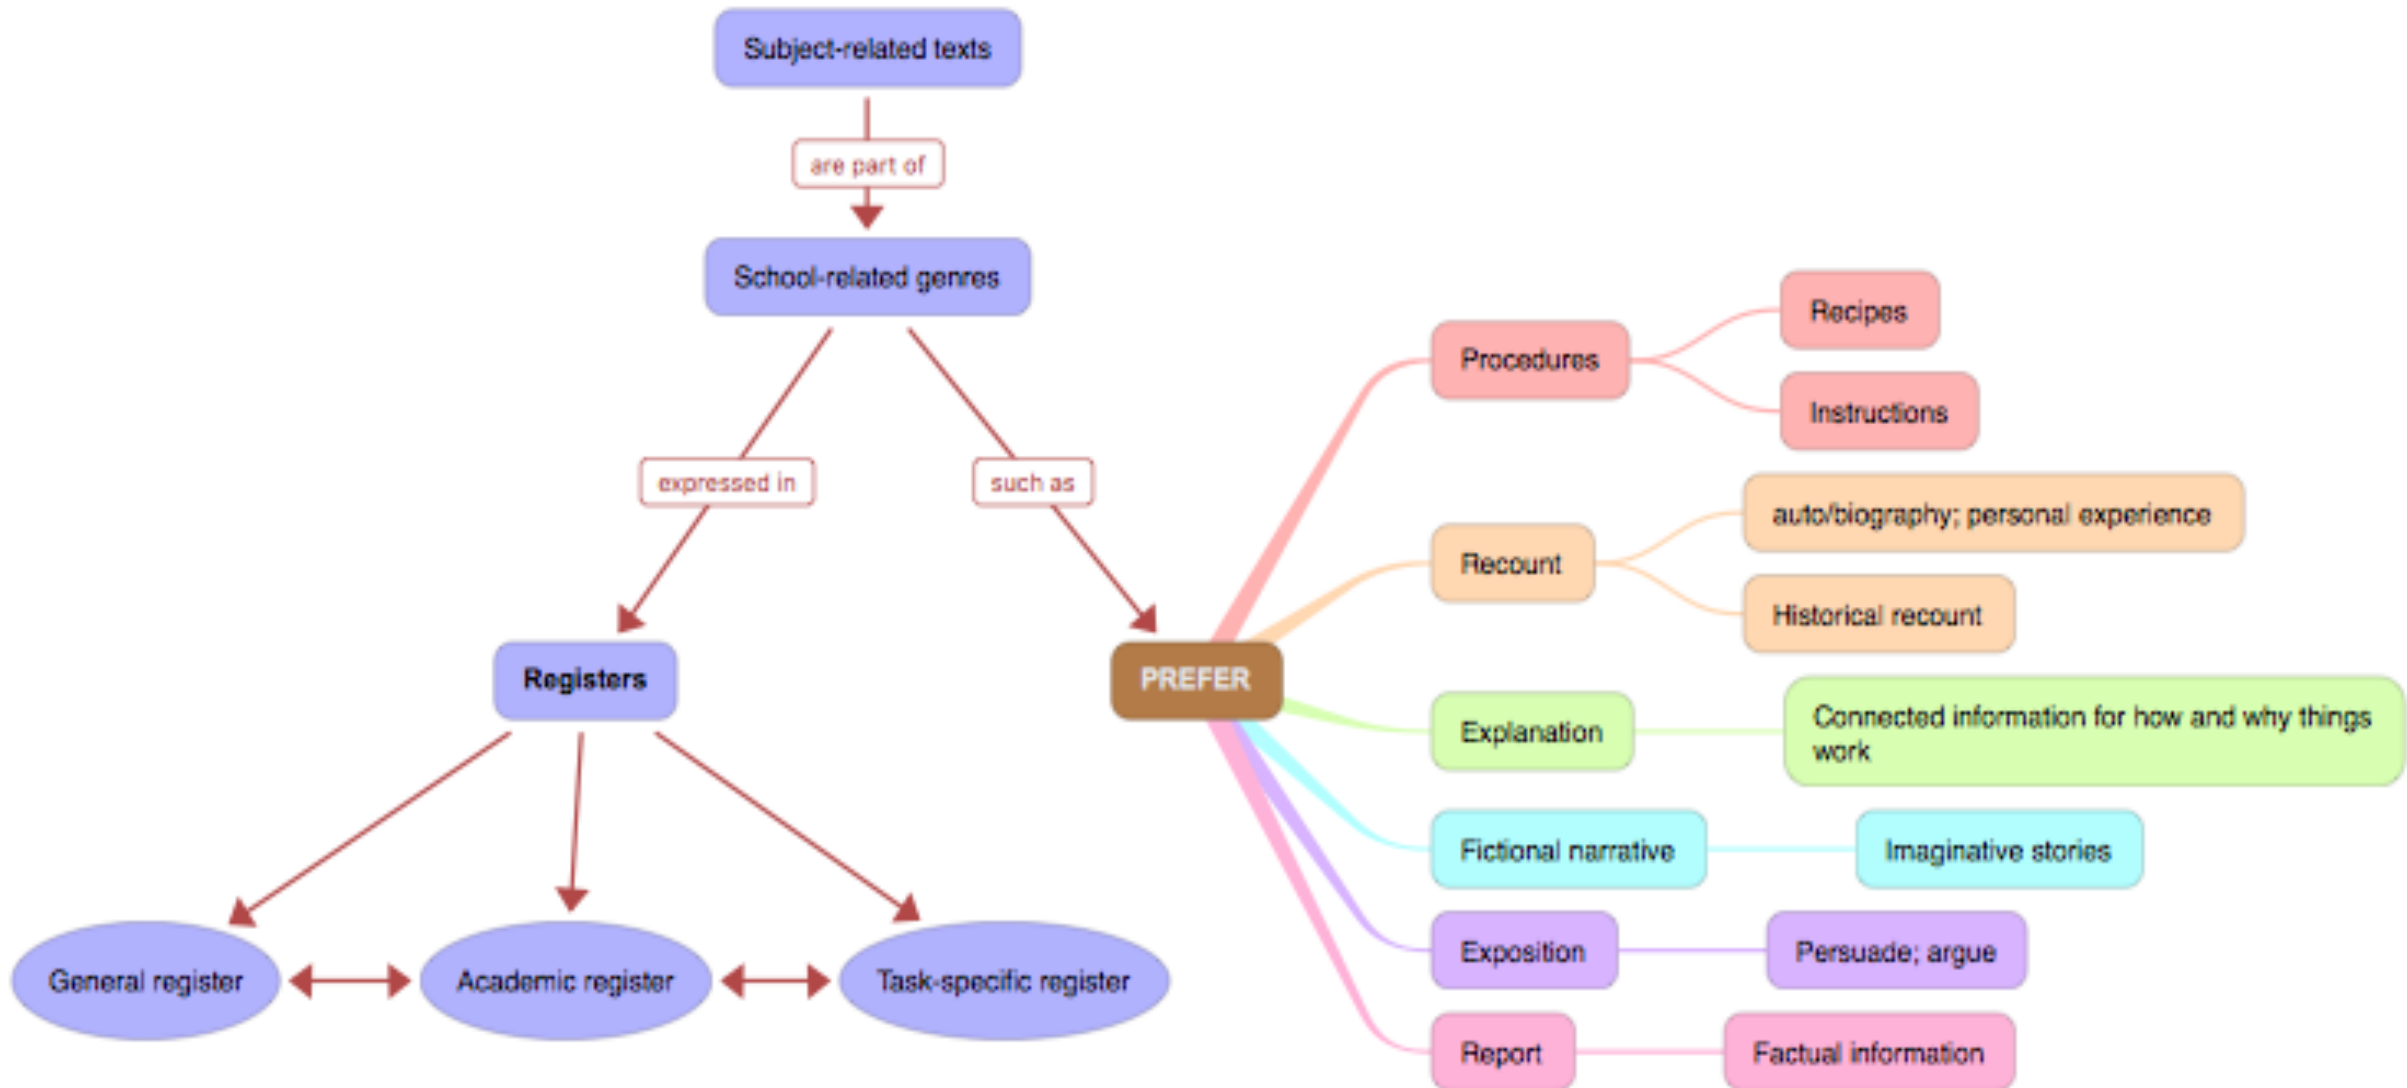 Subject-related texts
are part of
School-related genres
expressed in
such as
Registers
General register
Academic register
Task-specific register
PREFER
Procedures
Recipes
Instructions
Recount
auto/biography; personal experience
Historical recount
Explanation
Connected information for how and why things
work
Fictional narrative
Imaginative stories
Exposition
Persuade; argue
Report
Factual information